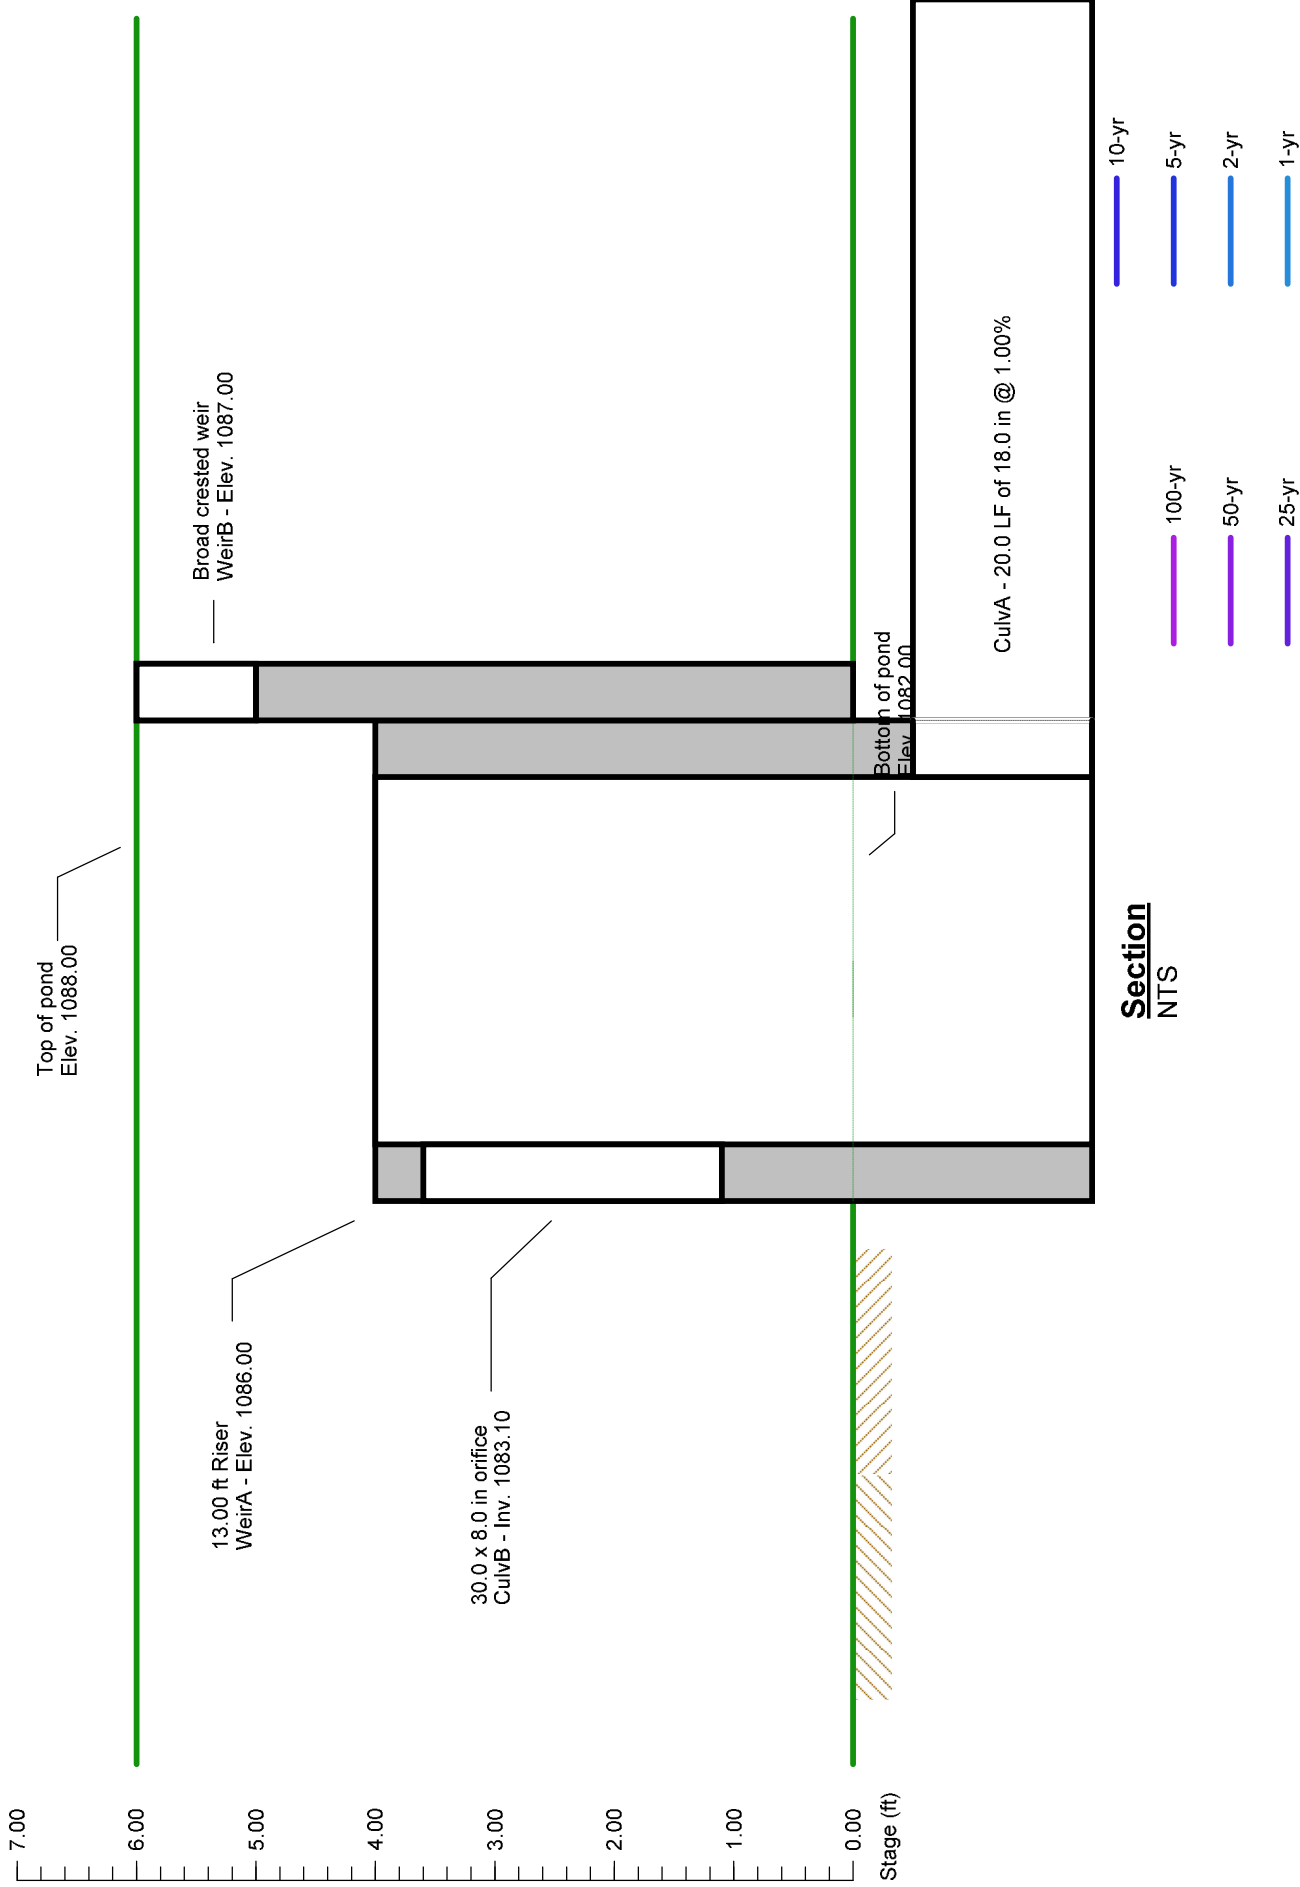 Top of pond
Elev. 1088.00
Broad crested weir
WeirB - Elev. 1087.00
13.00 ft Riser
WeirA - Elev. 1086.00
30.0 x 8.0 in orifice
CulvB - Inv. 1083.10
Bottom of pond
Elev. 1082.00
CulvA - 20.0 LF of 18.0 in @ 1.00%
7.00
6.00
5.00
4.00
3.00
2.00
1.00
0.00
Stage (ft)
Section
NTS
100-yr
50-yr
25-yr
10-yr
5-yr
2-yr
1-yr